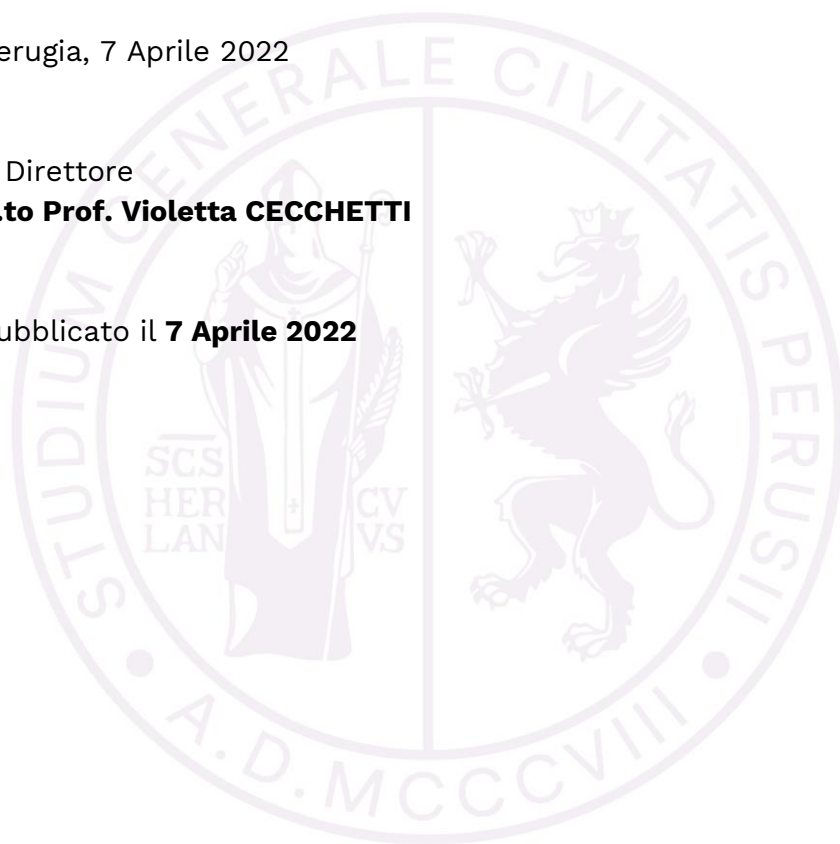 erugia, 7 Aprile 2022
Direttore
.to Prof. Violetta CECCHETTI
ubblicato il 7 Aprile 2022
STUDIUM GENERALE CIVITATIS PERUSII
SCS
HER
LAN
CV
VS
A.D. MCCCVIII